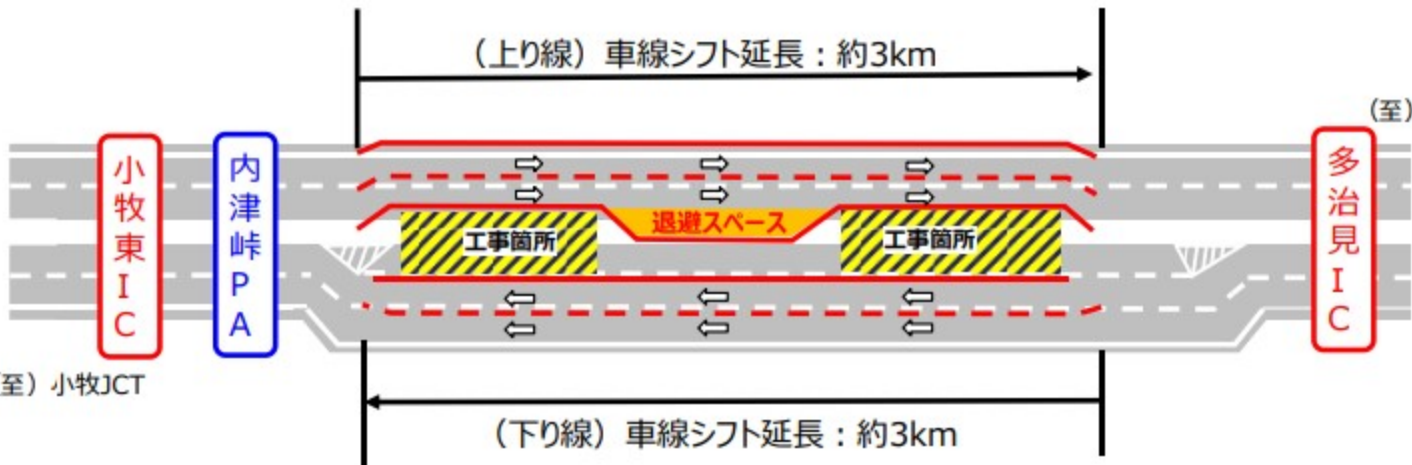 （上り線）車線シフト延長：約3km
（至）
小牧東IC
内津峠PA
多治見IC
退避スペース
工事箇所
工事箇所
至）小牧JCT
（下り線）車線シフト延長：約3km